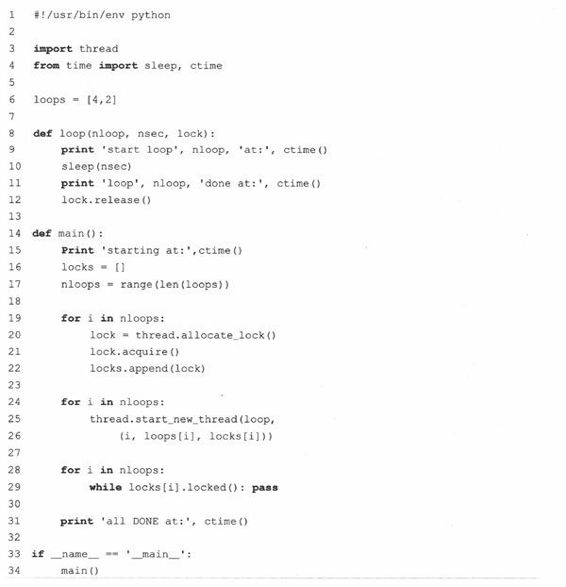 1 #!/usr/bin/env python
2
3 import thread
4 from time import sleep, ctime
5
6 loops = [4,2]
7
8 def loop(nloop, nsec, lock):
9 print 'start loop', nloop, 'at:', ctime()
10 sleep(nsec)
11 print 'loop', nloop, 'done at:', ctime()
12 lock.release()
13
14 def main():
15 Print 'starting at:',ctime()
16 locks = []
17 nloops = range(len(loops))
18
19 for i in nloops:
20 lock = thread.allocate_lock()
21 lock.acquire()
22 locks.append(lock)
23
24 for i in nloops:
25 thread.start_new_thread(loop,
26 (i, loops[i], locks[i]))
27
28 for i in nloops:
29 while locks[i].locked(): pass
30
31 print 'all DONE at:', ctime()
32
33 if __name__ == '__main__':
34 main()